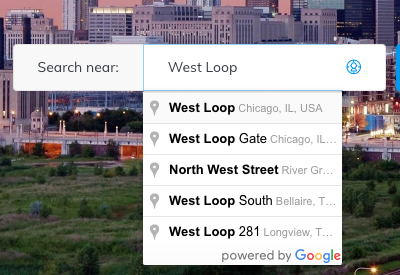 Search near: West Loop
West Loop Chicago, IL, USA
West Loop Gate Chicago, IL...
North West Street River Gr...
West Loop South Bellaire, T...
West Loop 281 Longview, T...
powered by Google